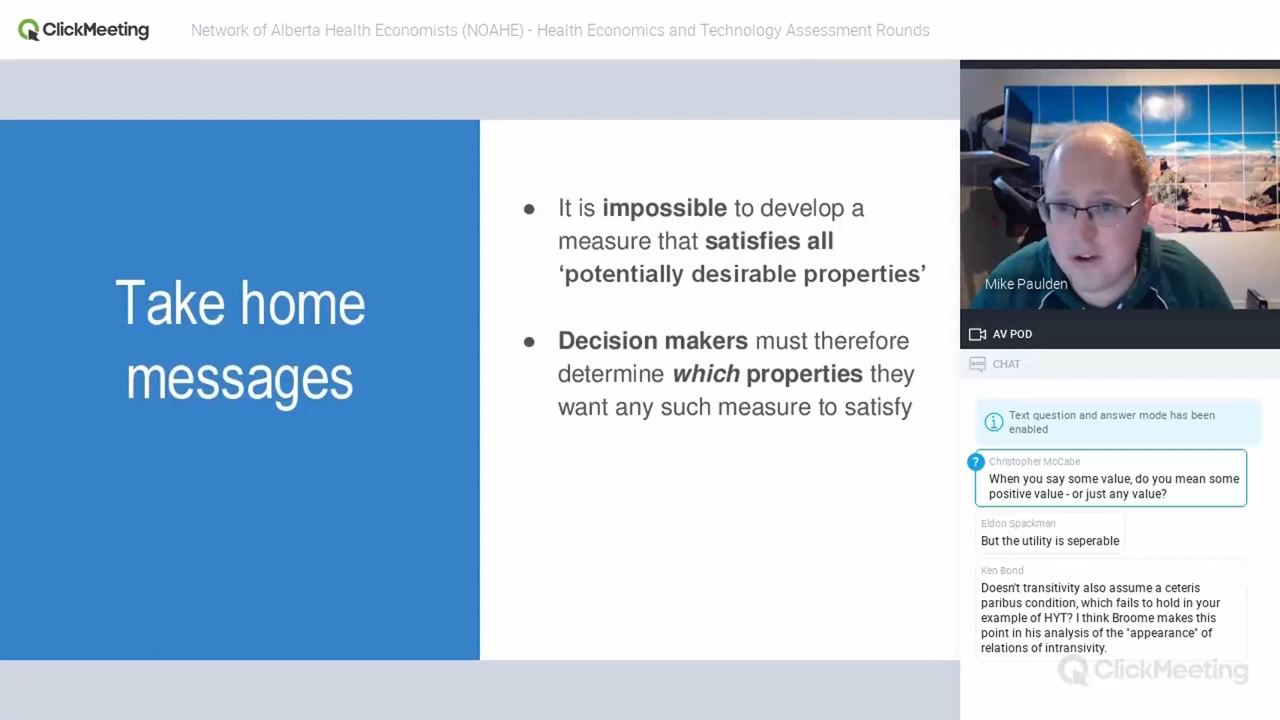 ClickMeeting
Network of Alberta Health Economists (NOAHE) - Health Economics and Technology Assessment Rounds
Take home
messages
● It is impossible to develop a
measure that satisfies all
‘potentially desirable properties’
● Decision makers must therefore
determine which properties they
want any such measure to satisfy
Mike Paulden
AV POD
CHAT
Text question and answer mode has been
enabled
?
Christopher McCabe
When you say some value, do you mean some
positive value - or just any value?
Eldon Spackman
But the utility is seperable
Ken Bond
Doesn't transitivity also assume a ceteris
paribus condition, which fails to hold in your
example of HYT? I think Broome makes this
point in his analysis of the "appearance" of
relations of intransivity.
ClickMeeting